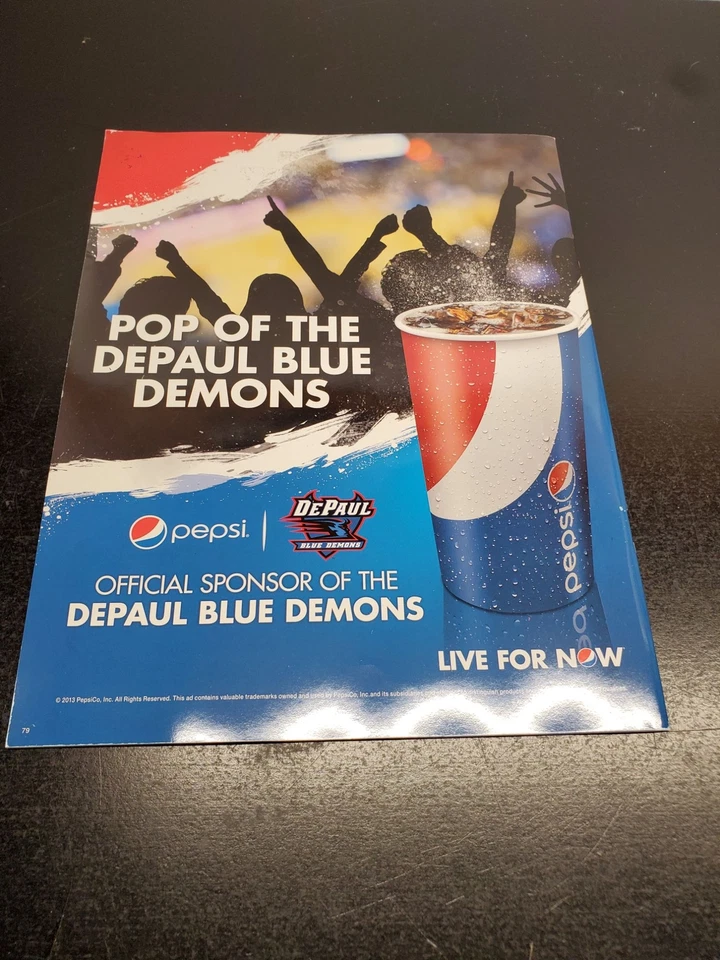 POP OF THE
DEPAUL BLUE
DEMONS
pepsi.
DEPAUL
BLUE DEMONS
pepsi
OFFICIAL SPONSOR OF THE
DEPAUL BLUE DEMONS
LIVE FOR NOW
© 2013 PepsiCo, Inc. All Rights Reserved. This ad contains valuable trademarks owned and used by PepsiCo, Inc. and its subsidiaries distinguish products
79